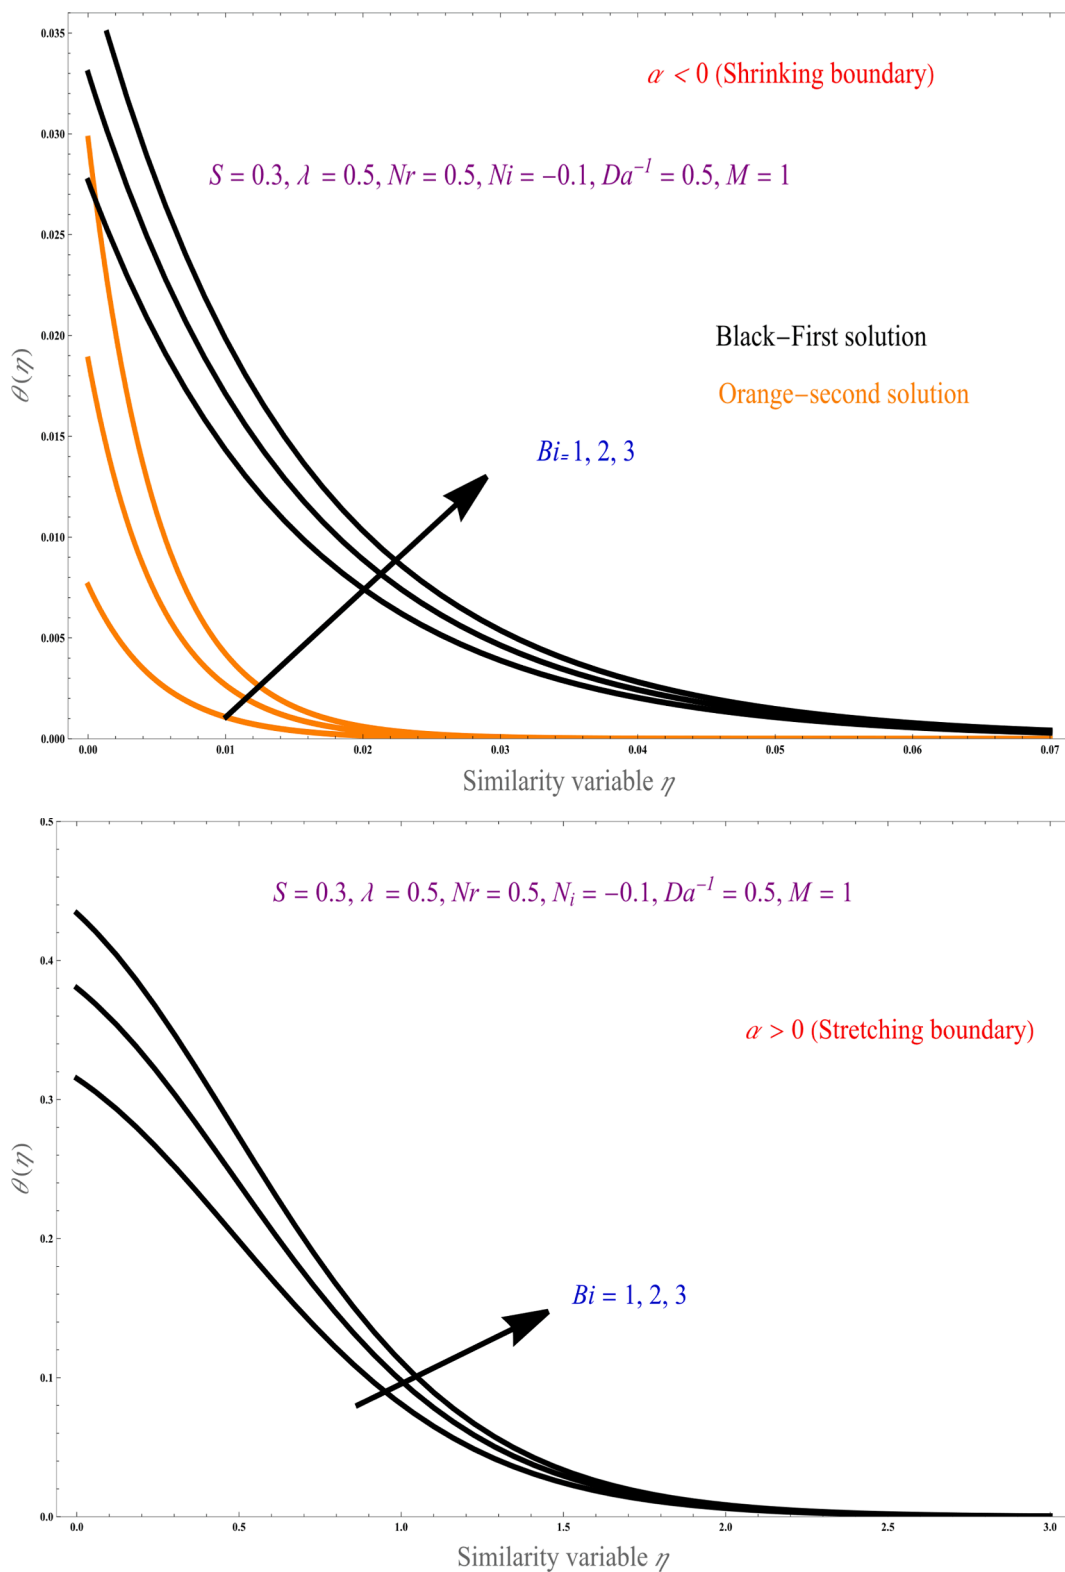 0.035
α < 0 (Shrinking boundary)
0.030
S = 0.3, λ = 0.5, Nr = 0.5, Ni = −0.1, Da⁻¹ = 0.5, M = 1
0.025
0.020
Black−First solution
θ(η)
Orange−second solution
0.015
Bi=1, 2, 3
0.010
0.005
0.000
0.00 0.01 0.02 0.03 0.04 0.05 0.06 0.07
Similarity variable η
0.5
S = 0.3, λ = 0.5, Nr = 0.5, Nᵢ = −0.1, Da⁻¹ = 0.5, M = 1
0.4
α > 0 (Stretching boundary)
0.3
θ(η)
0.2
Bi = 1, 2, 3
0.1
0.0
0.0 0.5 1.0 1.5 2.0 2.5 3.0
Similarity variable η